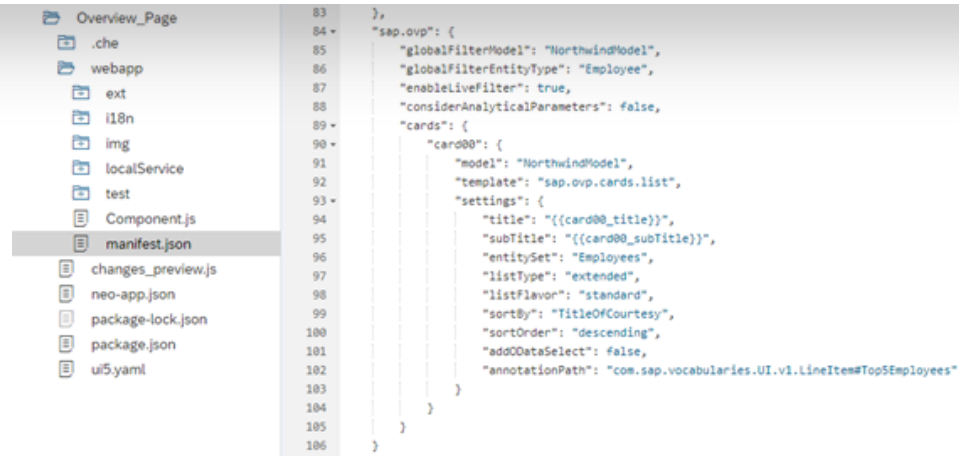 Overview_Page
.che
webapp
ext
i18n
img
localService
test
Component.js
manifest.json
changes_preview.js
neo-app.json
package-lock.json
package.json
ui5.yaml
83 },
84 "sap.ovp": {
85 "globalFilterModel": "NorthwindModel",
86 "globalFilterEntityType": "Employee",
87 "enableLiveFilter": true,
88 "considerAnalyticalParameters": false,
89 "cards": {
90 "card00": {
91 "model": "NorthwindModel",
92 "template": "sap.ovp.cards.list",
93 "settings": {
94 "title": "{{card00_title}}",
95 "subTitle": "{{card00_subTitle}}",
96 "entitySet": "Employees",
97 "listType": "extended",
98 "listFlavor": "standard",
99 "sortBy": "TitleOfCourtesy",
100 "sortOrder": "descending",
101 "addODataSelect": false,
102 "annotationPath": "com.sap.vocabularies.UI.v1.LineItem#Top5Employees"
103 }
104 }
105 }
106 }